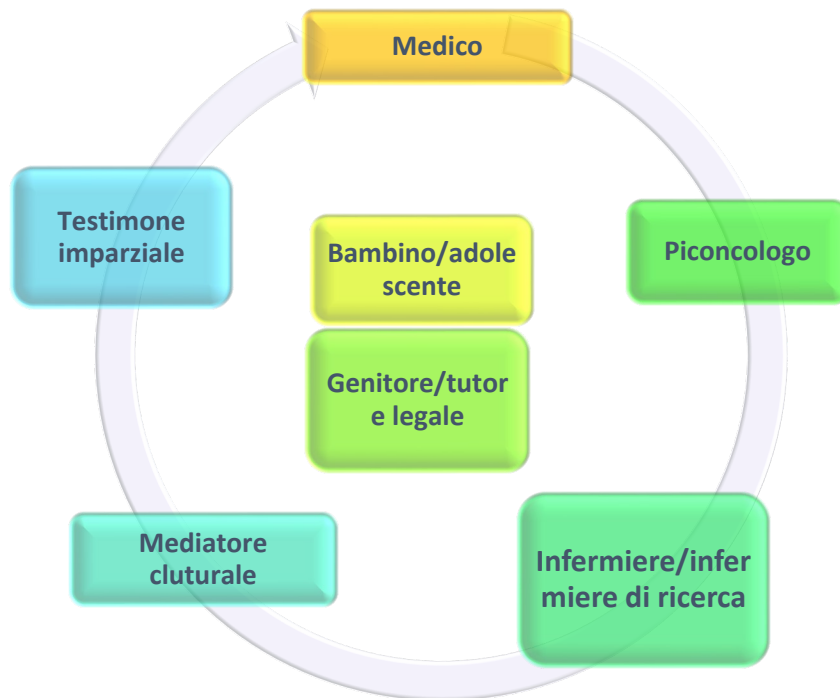 Medico
Testimone
imparziale
Bambino/adole
scente
Piconcologo
Genitore/tutor
e legale
Mediatore
cluturale
Infermiere/infer
miere di ricerca